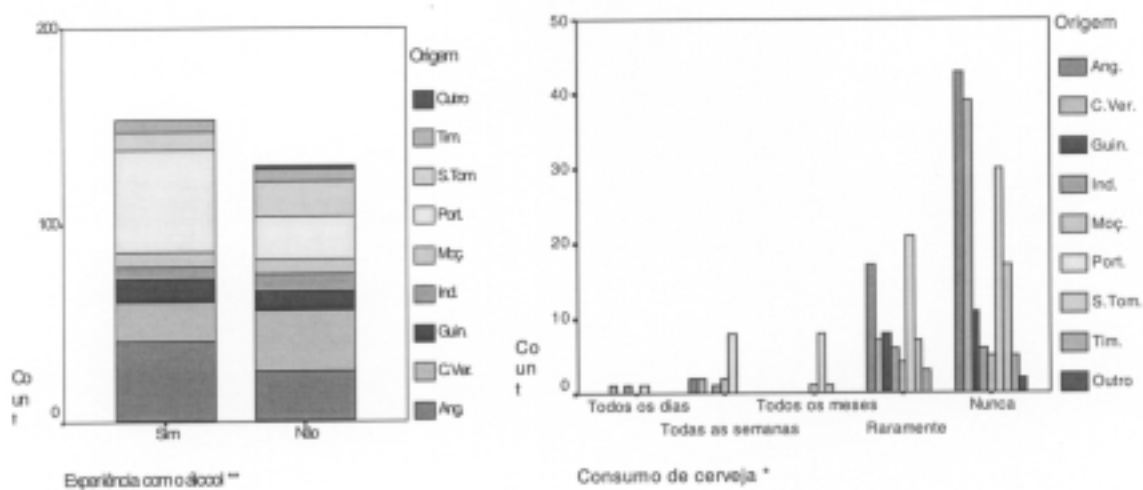 200
100
0
Co
un
t
Sim
Não
Experiência com o álcool **
Origem
Outro
Tim.
S.Tom
Port.
Moç.
Ind.
Guin.
C.Ver.
Ang.
50
40
30
20
10
0
Co
un
t
Todos os dias
Todas as semanas
Todos os meses
Raramente
Nunca
Consumo de cerveja *
Origem
Ang.
C.Ver.
Guin.
Ind.
Moç.
Port.
S.Tom.
Tim.
Outro